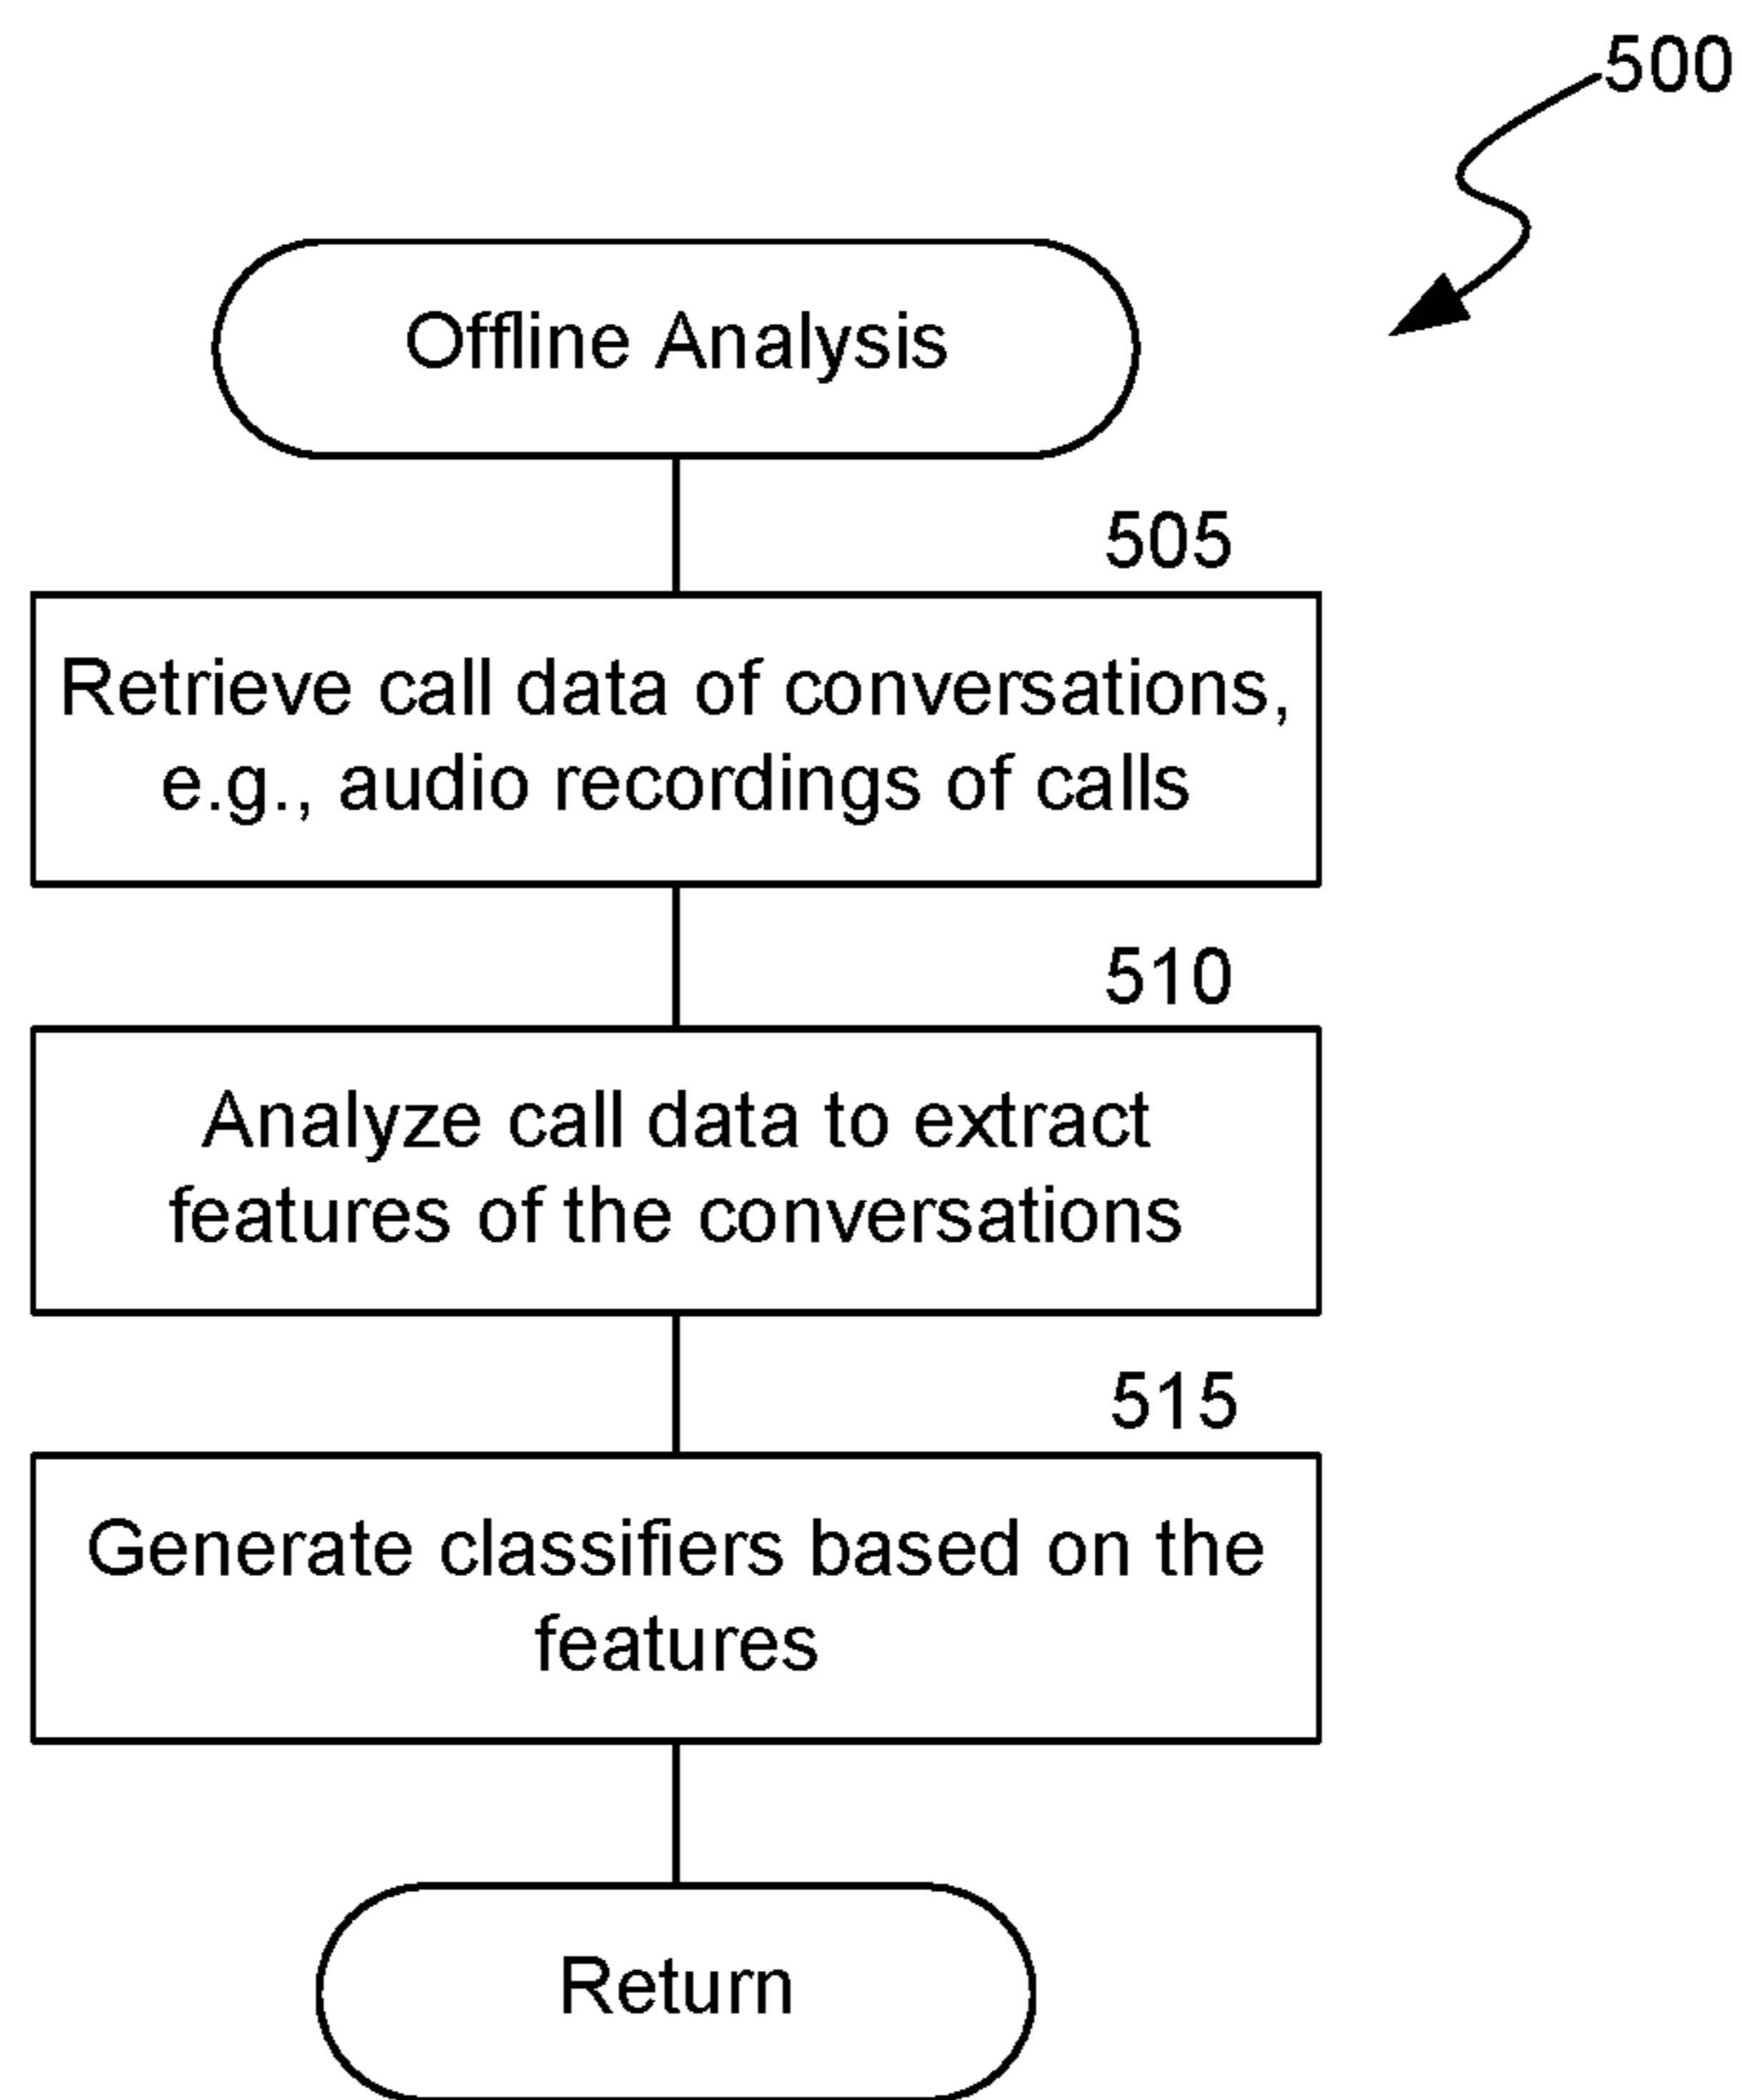 500
Offline Analysis
505
Retrieve call data of conversations,
e.g., audio recordings of calls
510
Analyze call data to extract
features of the conversations
515
Generate classifiers based on the
features
Return